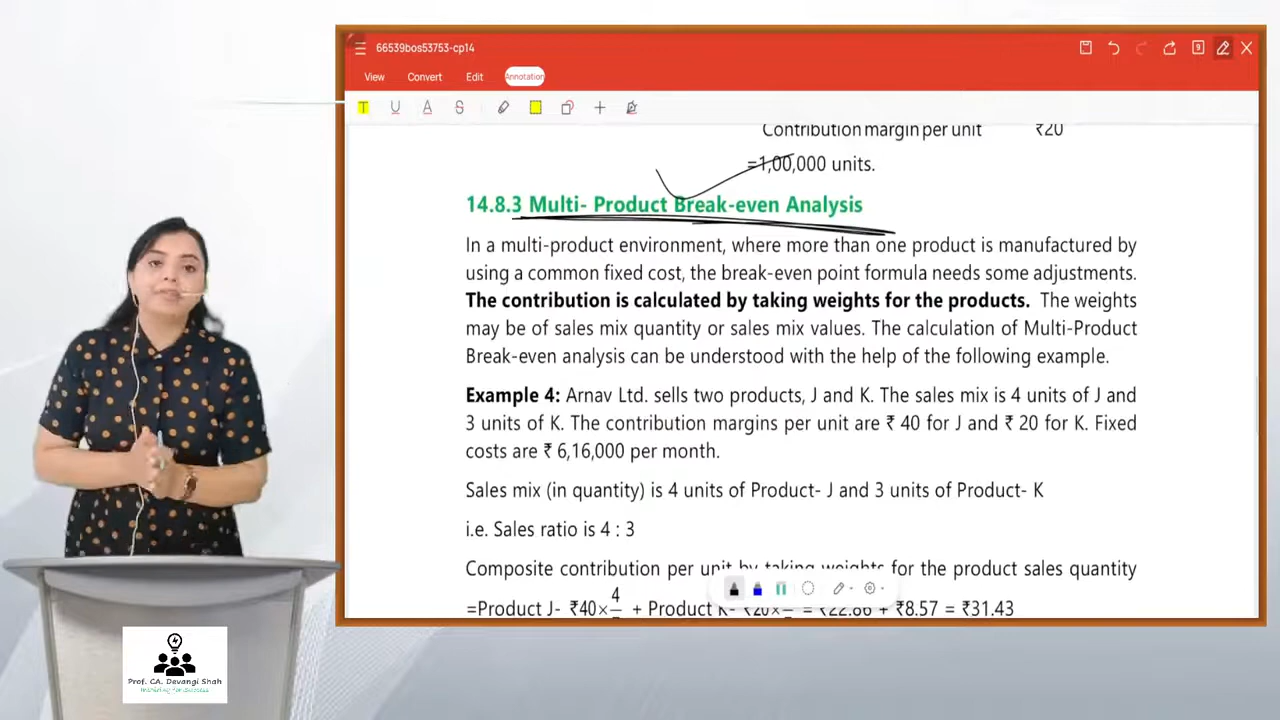 66539bos53753-cp14
9
View Convert Edit Annotation
T U A S
Contribution margin per unit ₹20
=1,00,000 units.
14.8.3 Multi- Product Break-even Analysis
In a multi-product environment, where more than one product is manufactured by
using a common fixed cost, the break-even point formula needs some adjustments.
The contribution is calculated by taking weights for the products. The weights
may be of sales mix quantity or sales mix values. The calculation of Multi-Product
Break-even analysis can be understood with the help of the following example.
Example 4: Arnav Ltd. sells two products, J and K. The sales mix is 4 units of J and
3 units of K. The contribution margins per unit are ₹ 40 for J and ₹ 20 for K. Fixed
costs are ₹ 6,16,000 per month.
Sales mix (in quantity) is 4 units of Product- J and 3 units of Product- K
i.e. Sales ratio is 4 : 3
Composite contribution per unit by taking weights for the product sales quantity
=Product J- ₹40× 4 + Product K- ₹20× = ₹22.86 + ₹8.57 = ₹31.43
Prof. CA. Devangi Shah